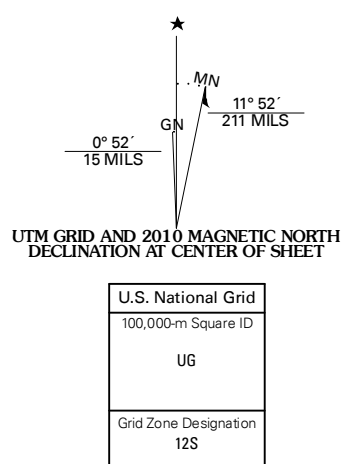 MN
GN
11° 52´
211 MILS
0° 52´
15 MILS
UTM GRID AND 2010 MAGNETIC NORTH
DECLINATION AT CENTER OF SHEET
U.S. National Grid
100,000-m Square ID
UG
Grid Zone Designation
12S